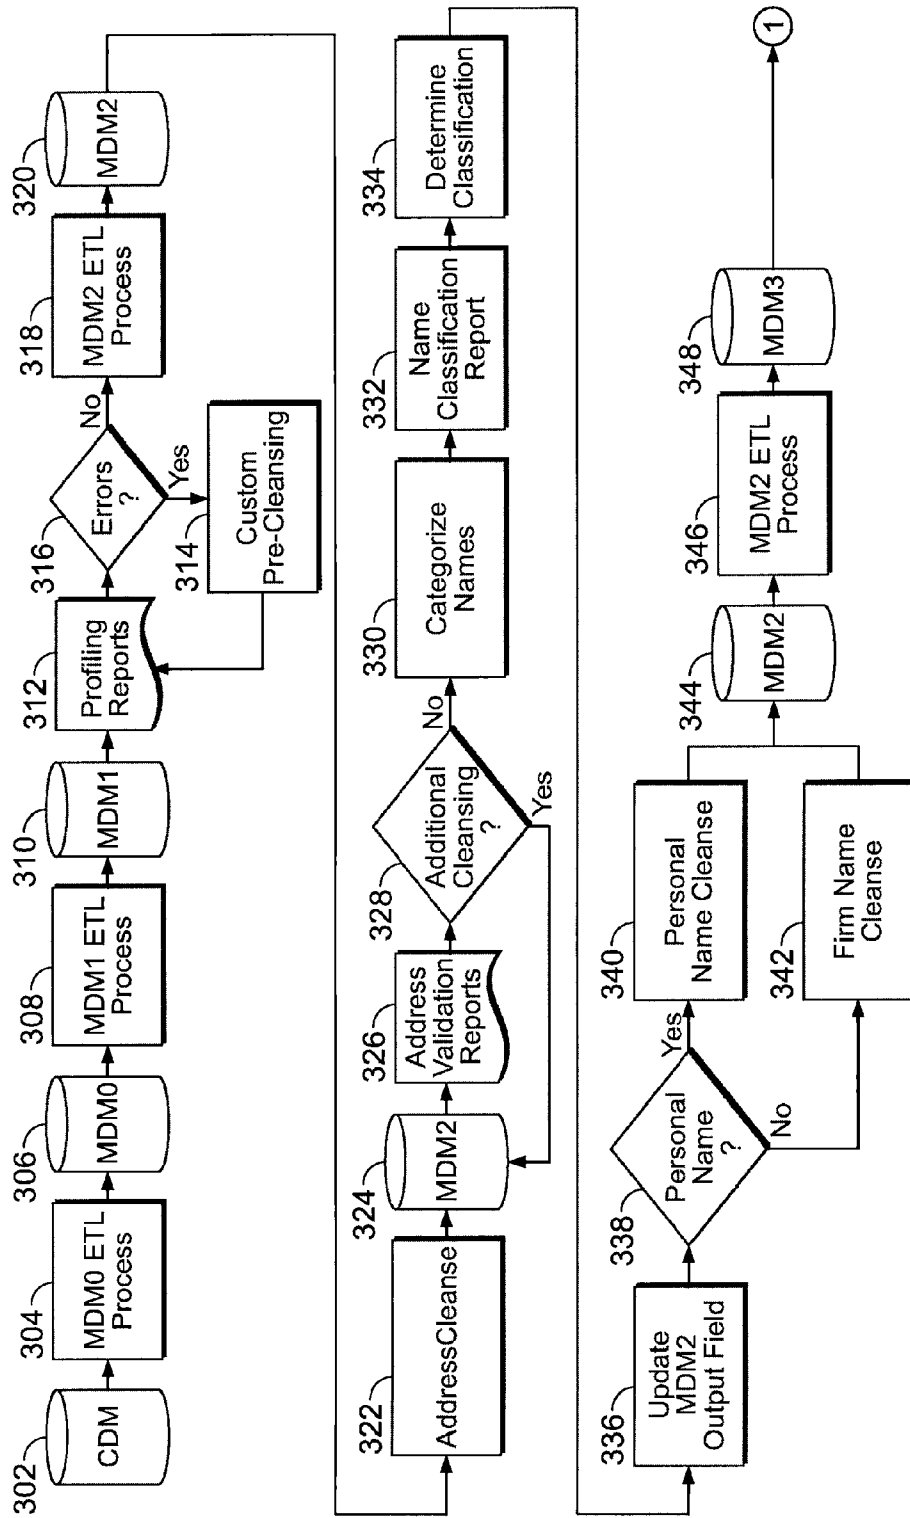 302
CDM
304
MDM0 ETL
Process
306
MDM0
308
MDM1 ETL
Process
310
MDM1
312
Profiling
Reports
316
Errors
?
Yes
No
314
Custom
Pre-Cleansing
318
MDM2 ETL
Process
320
MDM2
322
AddressCleanse
324
MDM2
326
Address
Validation
Reports
328
Additional
Cleansing
?
Yes
No
330
Categorize
Names
332
Name
Classification
Report
334
Determine
Classification
336
Update
MDM2
Output Field
338
Personal
Name
?
Yes
No
340
Personal
Name Cleanse
342
Firm Name
Cleanse
344
MDM2
346
MDM2 ETL
Process
348
MDM3
1